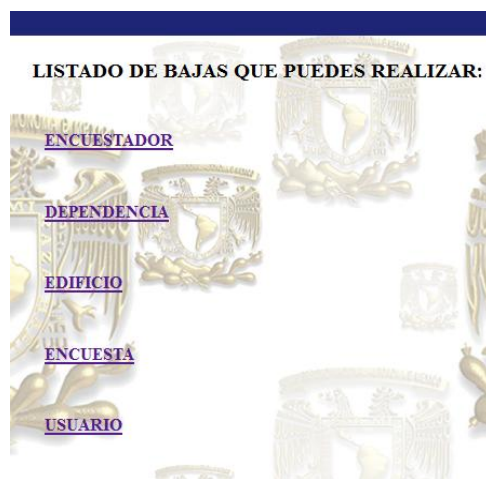 LISTADO DE BAJAS QUE PUEDES REALIZAR:
ENCUESTADOR
DEPENDENCIA
EDIFICIO
ENCUESTA
USUARIO